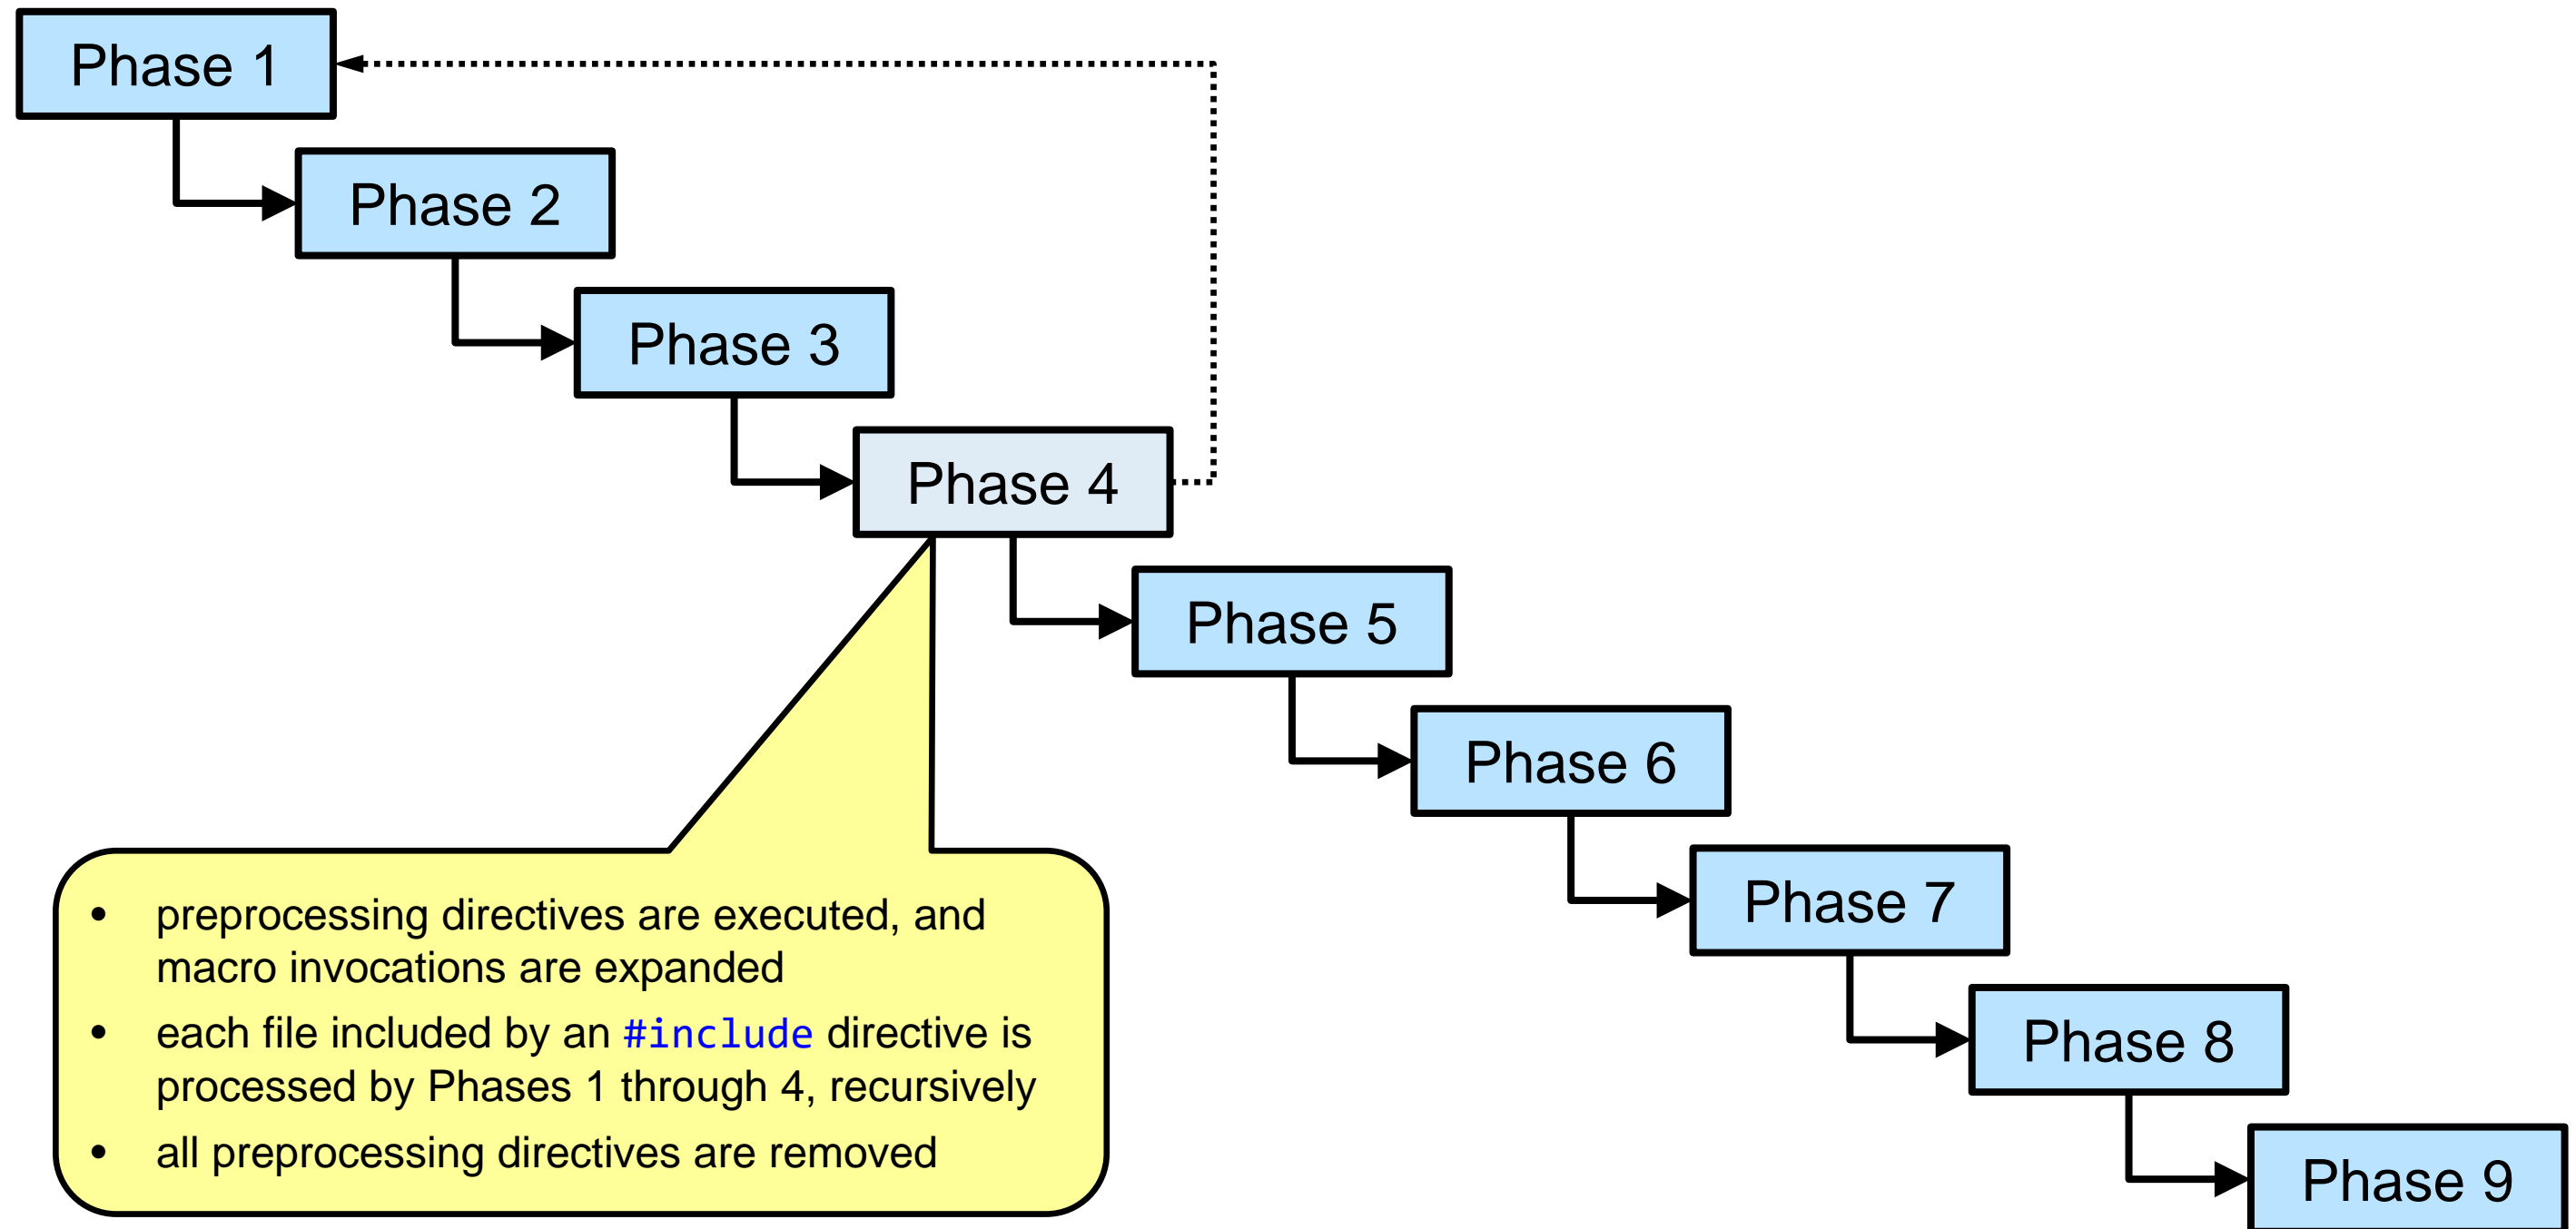 Phase 1
Phase 2
Phase 3
Phase 4
Phase 5
Phase 6
Phase 7
Phase 8
Phase 9
• preprocessing directives are executed, and
macro invocations are expanded
• each file included by an #include directive is
processed by Phases 1 through 4, recursively
• all preprocessing directives are removed